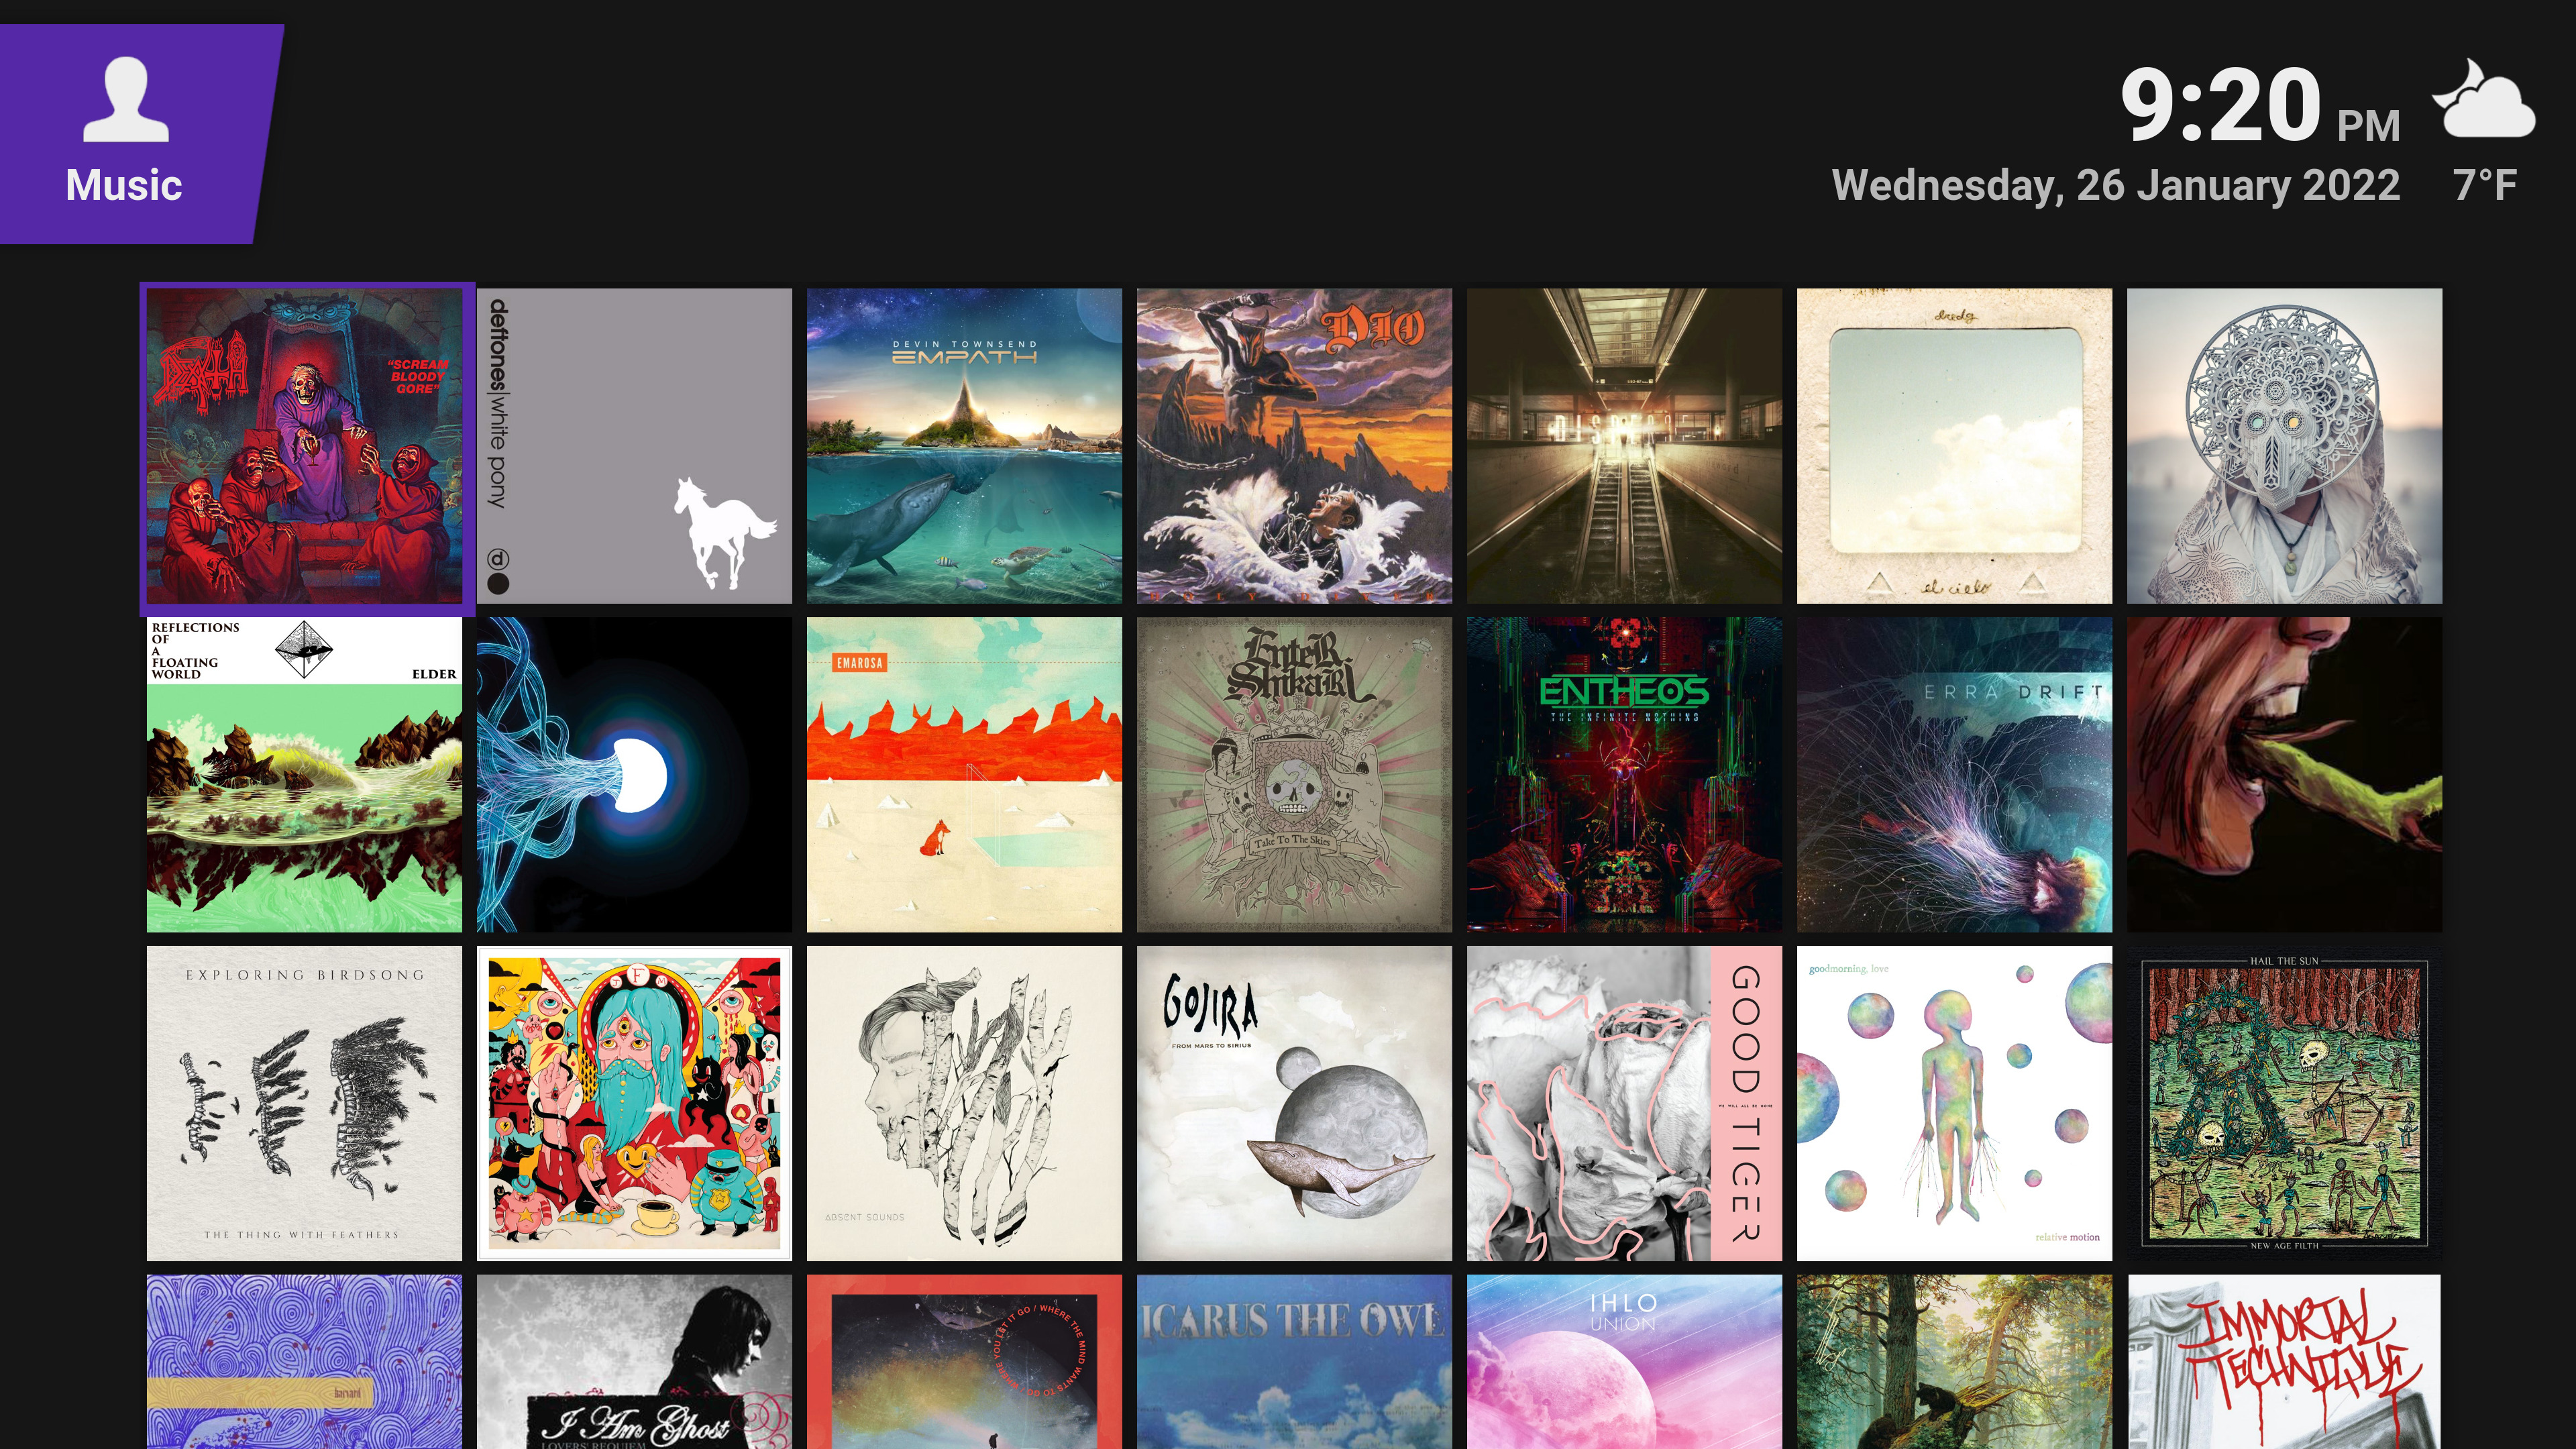 Music
9:20 PM
Wednesday, 26 January 2022
7°F
DEATH
"SCREAM
BLOODY
GORE"
deftones|white pony
DEVIN TOWNSEND
EMPATH
DIO
HOLY DIVER
dredg
el cielo
REFLECTIONS
OF
A
FLOATING
WORLD
ELDER
EMAROSA
EnteR
ShikaRi
Take To The Skies
ENTHEOS
THE INFINITE NOTHING
ERRA DRIFT
EXPLORING BIRDSONG
THE THING WITH FEATHERS
J F M
ABSENT SOUNDS
GOJIRA
FROM MARS TO SIRIUS
GOOD TIGER
WE WILL ALL BE GONE
goodmorning, love
relative motion
HAIL THE SUN
NEW AGE FILTH
harvard
I Am Ghost
LOVERS' REQUIEM
WHERE THE MIND WANTS TO GO / WHERE YOU LET IT GO /
ICARUS THE OWL
IHLO
UNION
IMMORTAL
TECHNIQUE